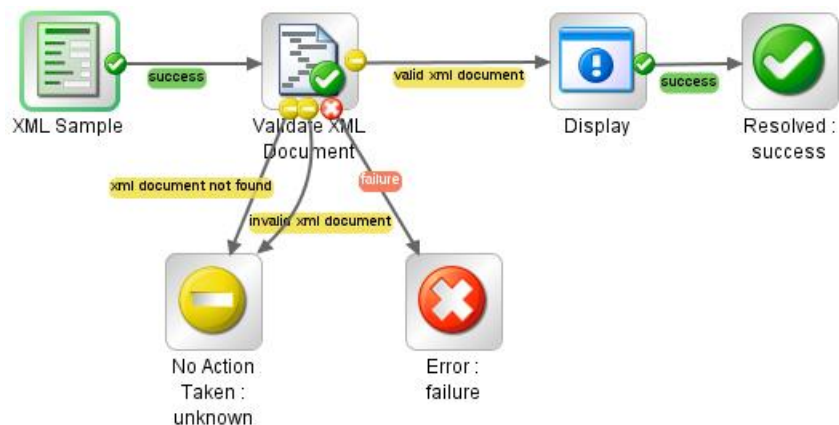 success
valid xml document
success
XML Sample
Validate XML
Document
Display
Resolved :
success
xml document not found
failure
invalid xml document
No Action
Taken :
unknown
Error :
failure